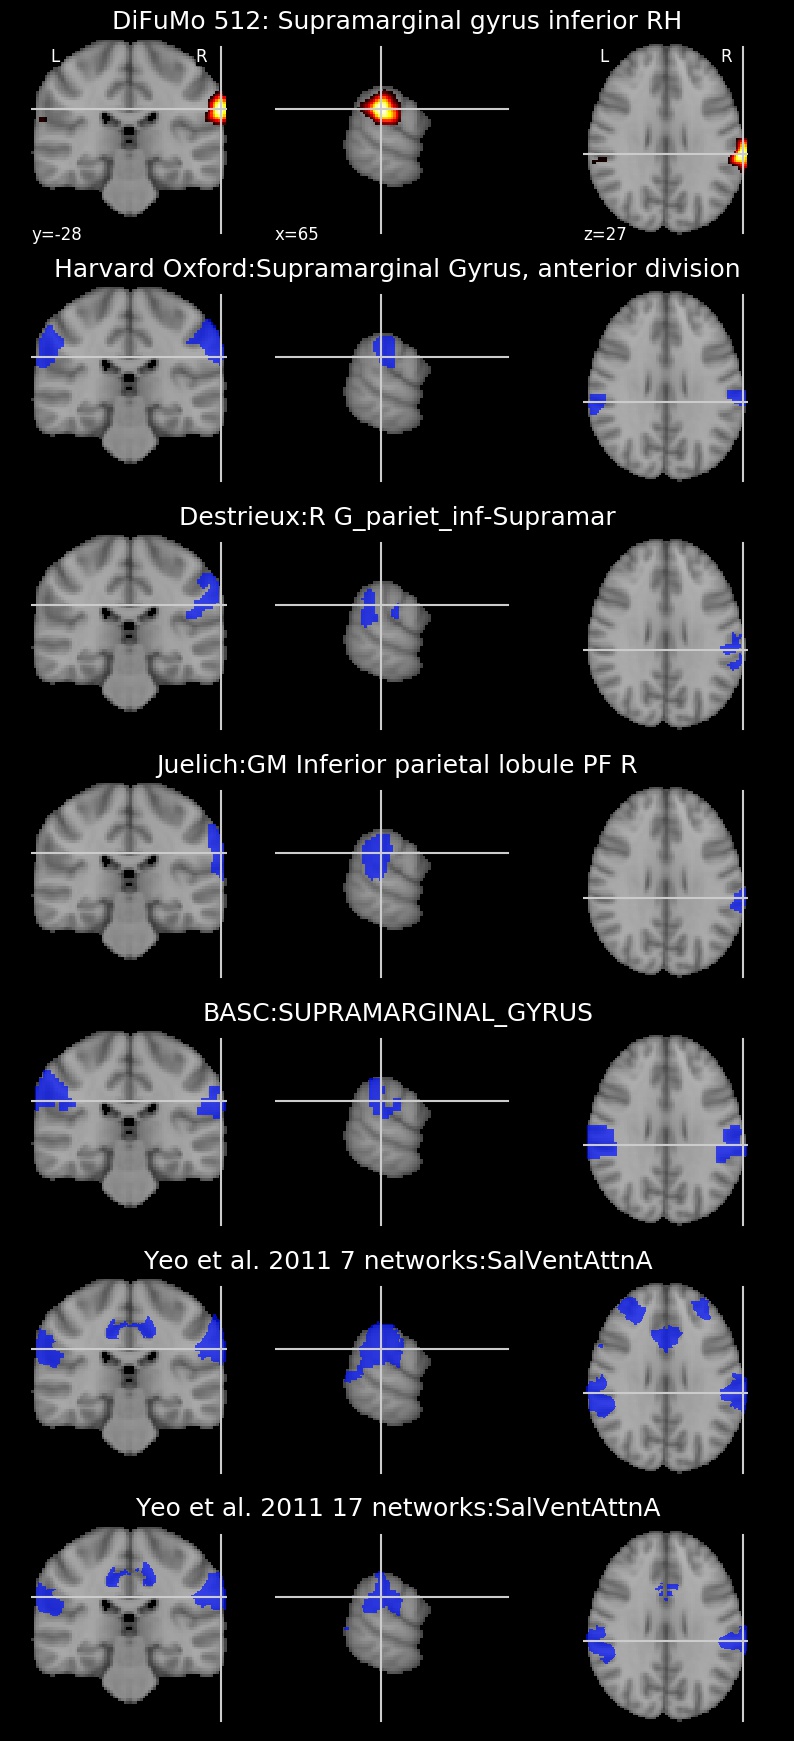 DiFuMo 512: Supramarginal gyrus inferior RH
L R L R
y=-28 x=65 z=27
Harvard Oxford:Supramarginal Gyrus, anterior division
Destrieux:R G_pariet_inf-Supramar
Juelich:GM Inferior parietal lobule PF R
BASC:SUPRAMARGINAL_GYRUS
Yeo et al. 2011 7 networks:SalVentAttnA
Yeo et al. 2011 17 networks:SalVentAttnA